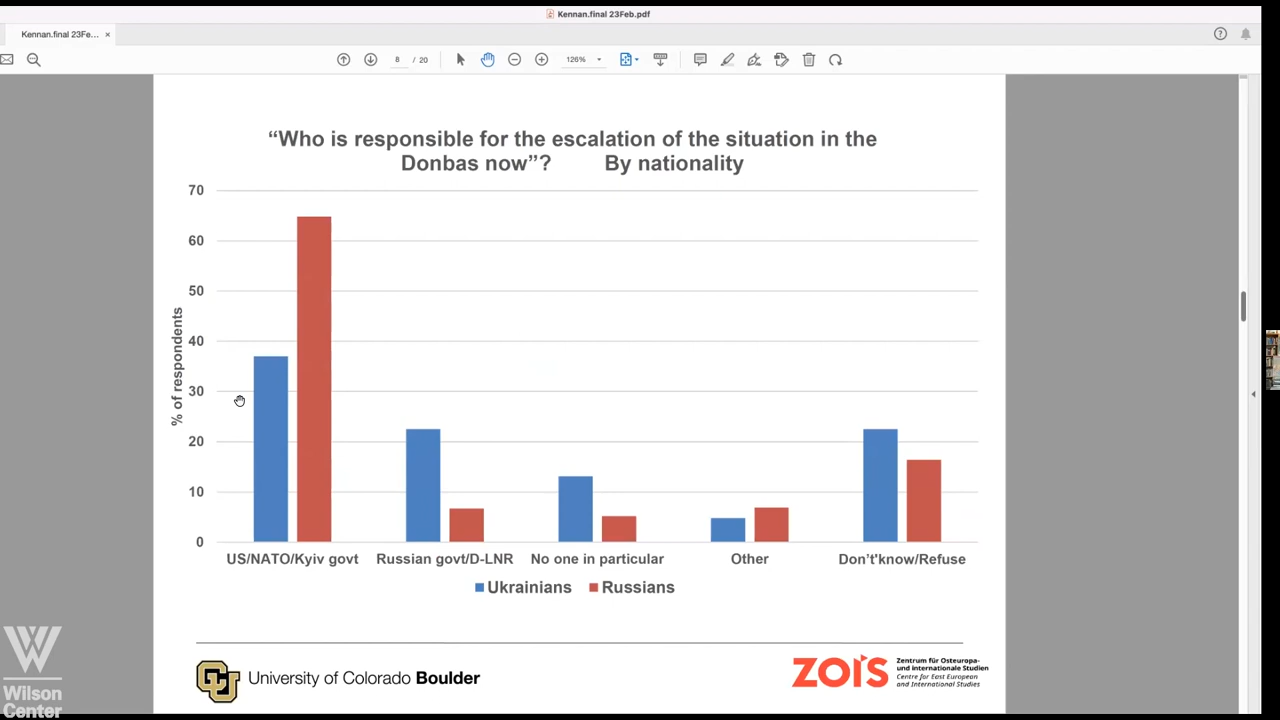 Kennan.final 23Feb.pdf
Kennan.final 23Fe... ×
8 / 20
126%
“Who is responsible for the escalation of the situation in the
Donbas now”? By nationality
% of respondents
70
60
50
40
30
20
10
0
US/NATO/Kyiv govt Russian govt/D-LNR No one in particular Other Don’t'know/Refuse
Ukrainians Russians
CU University of Colorado Boulder
ZOiS Zentrum für Osteuropa-
und internationale Studien
Centre for East European
and International Studies
Wilson
Center